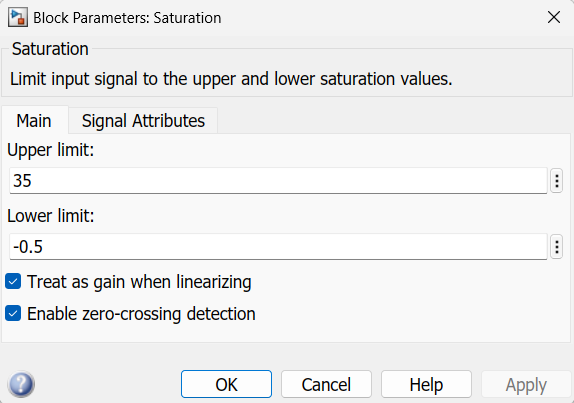 Block Parameters: Saturation
Saturation
Limit input signal to the upper and lower saturation values.
Main Signal Attributes
Upper limit:
35
Lower limit:
-0.5
Treat as gain when linearizing
Enable zero-crossing detection
? OK Cancel Help Apply